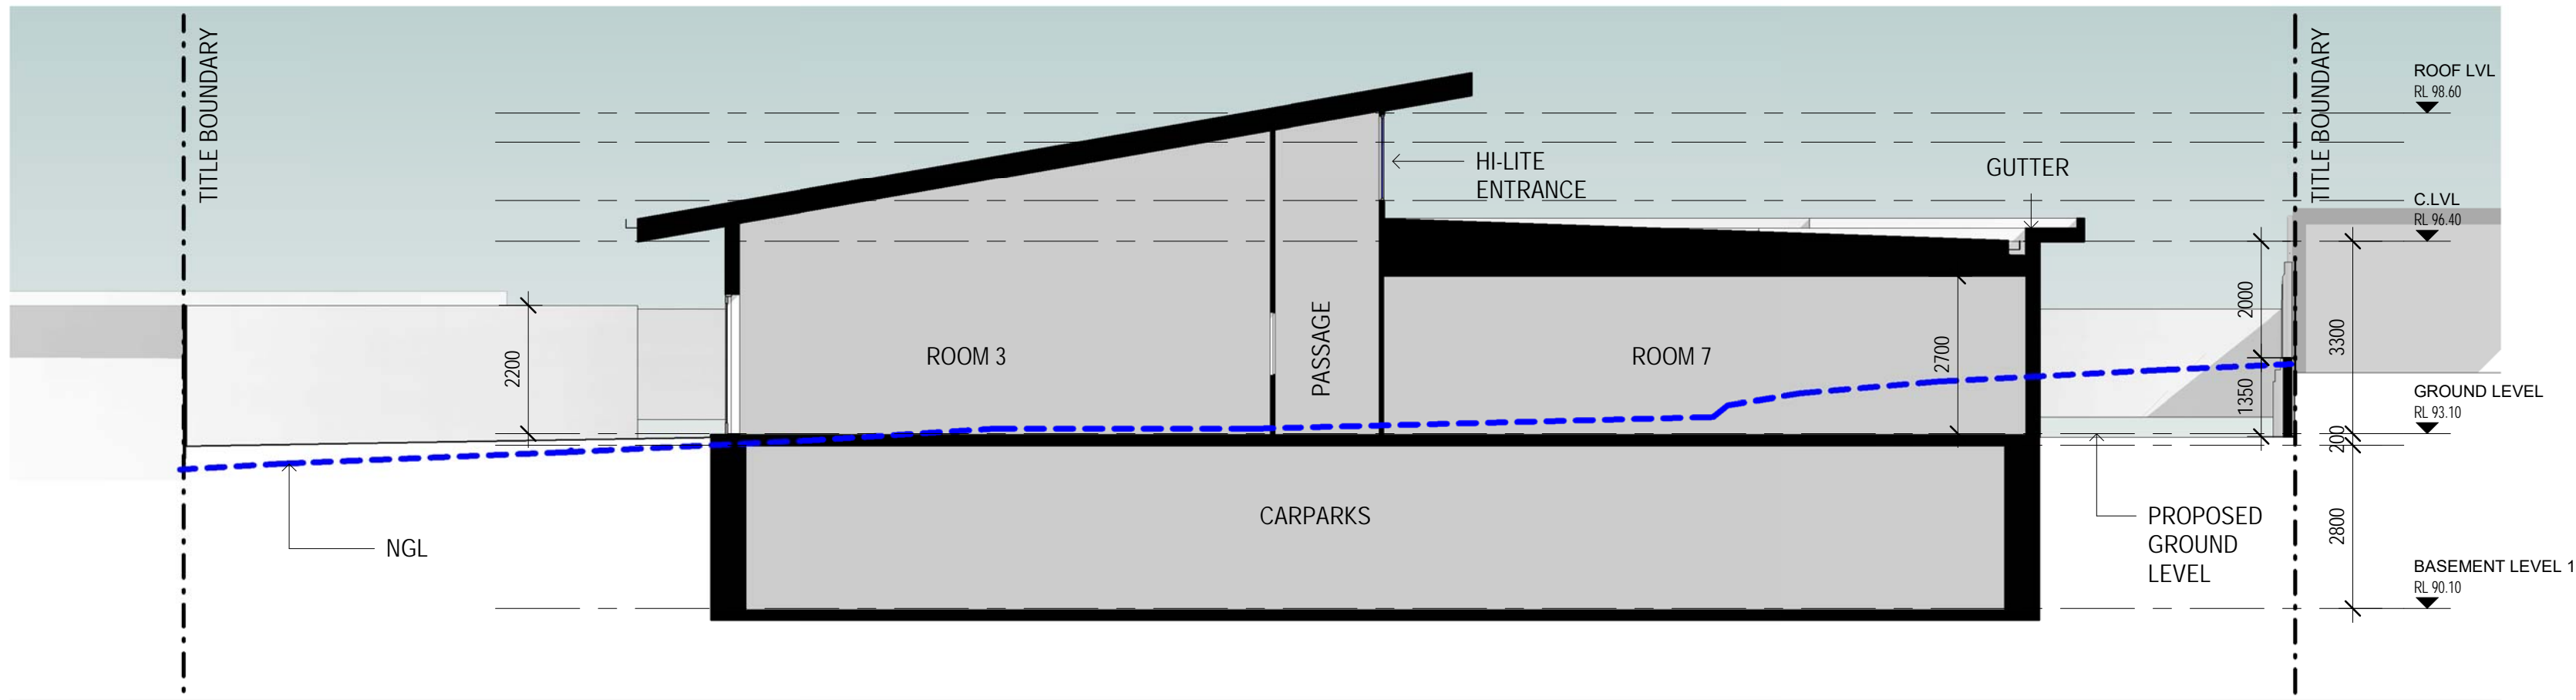 TITLE BOUNDARY
TITLE BOUNDARY
ROOF LVL
RL 98.60
HI-LITE
ENTRANCE
GUTTER
C.LVL
RL 96.40
2200
ROOM 3
PASSAGE
ROOM 7
2700
2000
3300
1350
GROUND LEVEL
RL 93.10
200
NGL
CARPARKS
PROPOSED
GROUND
LEVEL
2800
BASEMENT LEVEL 1
RL 90.10